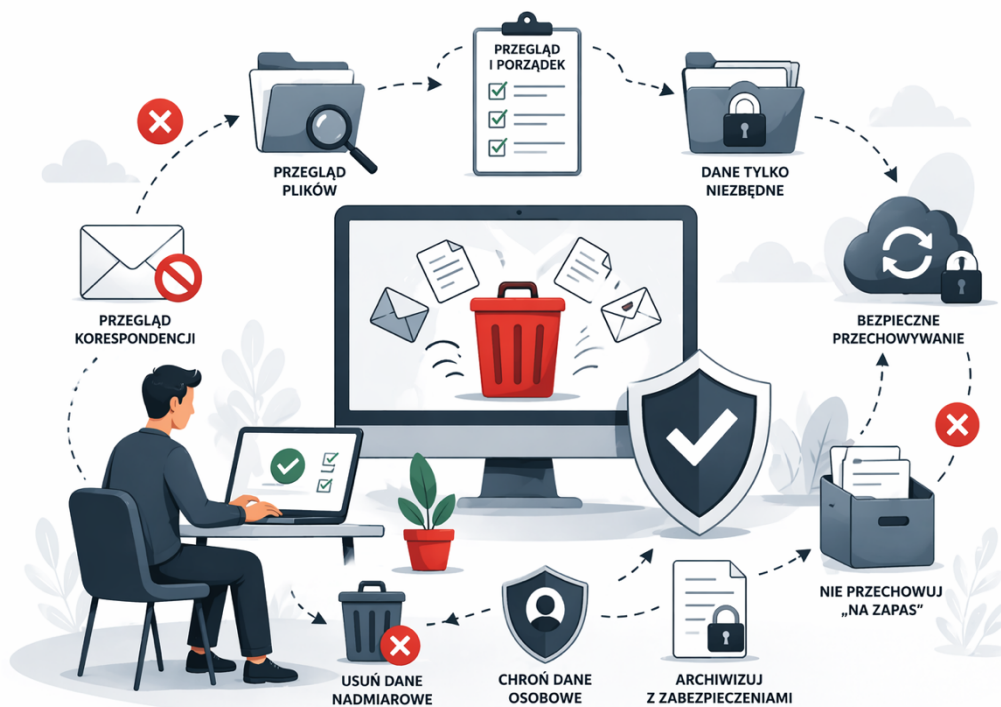 PRZEGLĄD
I PORZĄDEK
PRZEGLĄD
PLIKÓW
DANE TYLKO
NIEZBĘDNE
PRZEGLĄD
KORESPONDENCJI
BEZPIECZNE
PRZECHOWYWANIE
NIE PRZECHOWUJ
„NA ZAPAS”
USUŃ DANE
NADMIAROWE
CHROŃ DANE
OSOBOWE
ARCHIWIZUJ
Z ZABEZPIECZENIAMI